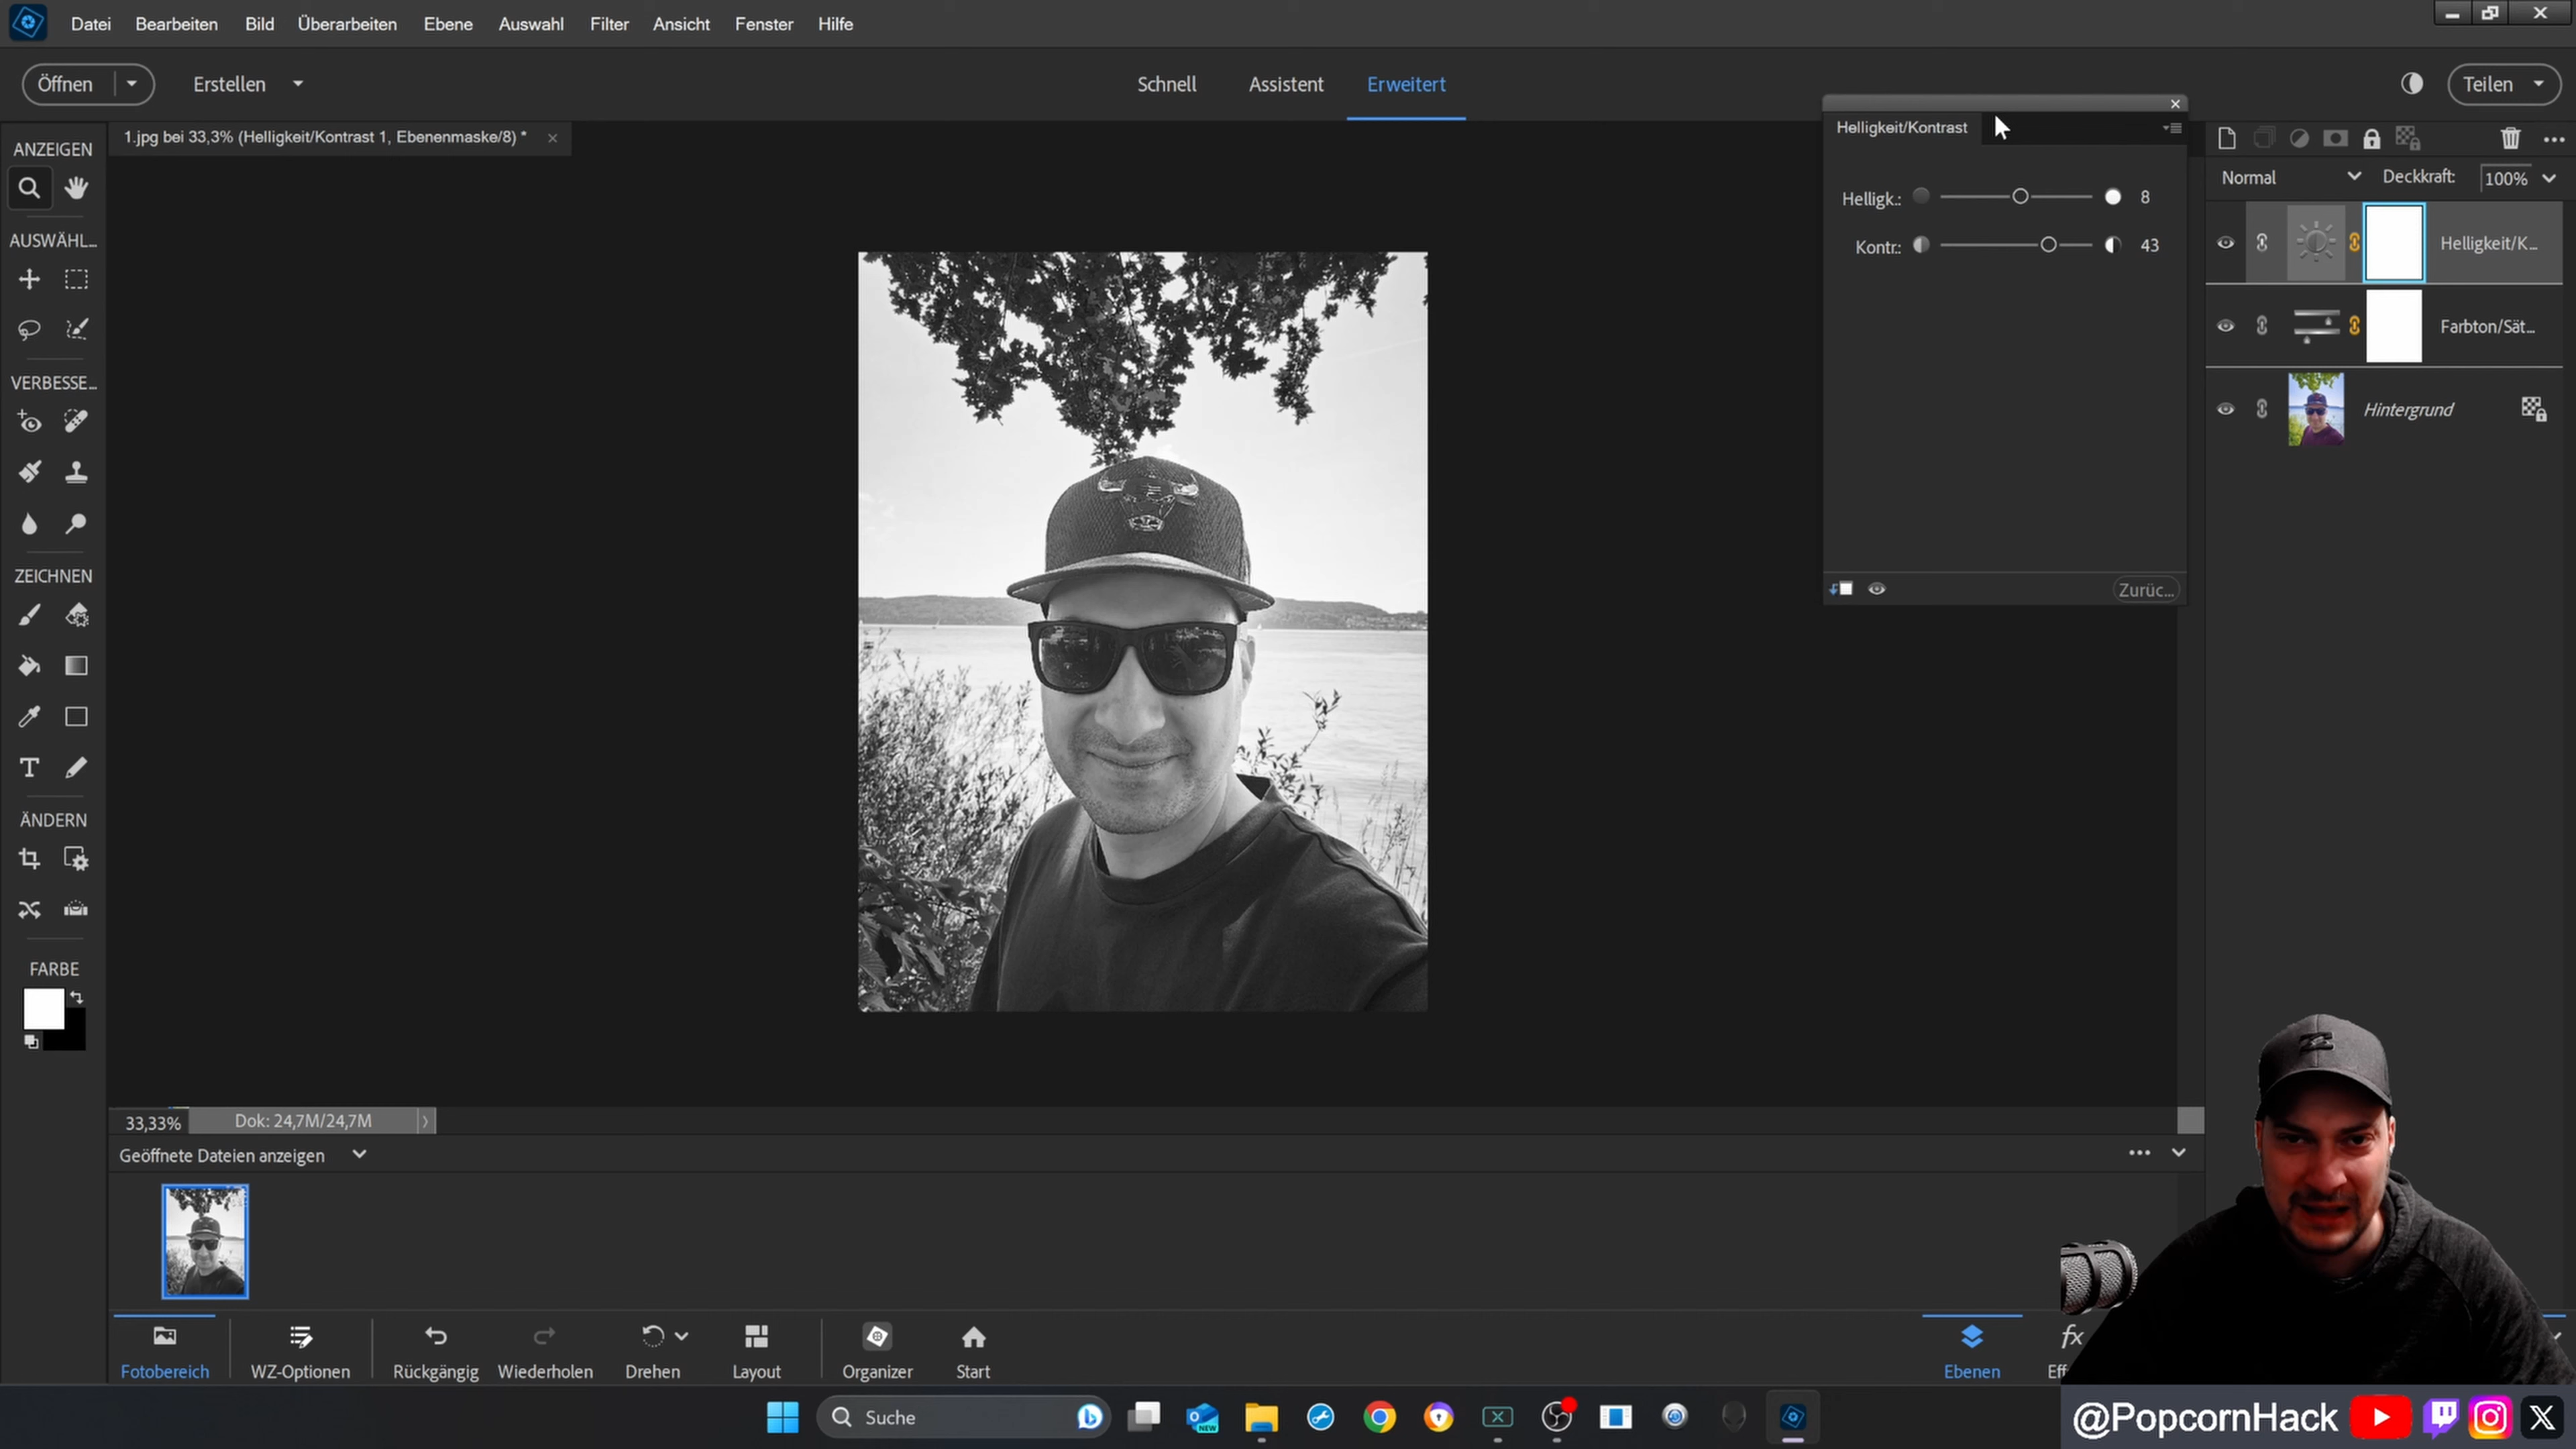 Datei Bearbeiten Bild Überarbeiten Ebene Auswahl Filter Ansicht Fenster Hilfe
Öffnen Erstellen Schnell Assistent Erweitert Teilen
1.jpg bei 33,3% (Helligkeit/Kontrast 1, Ebenenmaske/8) *
Helligkeit/Kontrast
Helligk.: 8
Kontr.: 43
Zurüc...
Normal Deckkraft: 100%
Helligkeit/K...
Farbton/Sät...
Hintergrund
ANZEIGEN
AUSWÄHL...
VERBESSE...
ZEICHNEN
ÄNDERN
FARBE
33,33% Dok: 24,7M/24,7M
Geöffnete Dateien anzeigen
Fotobereich WZ-Optionen Rückgängig Wiederholen Drehen Layout Organizer Start Ebenen
fx
Suche
NEW
@PopcornHack